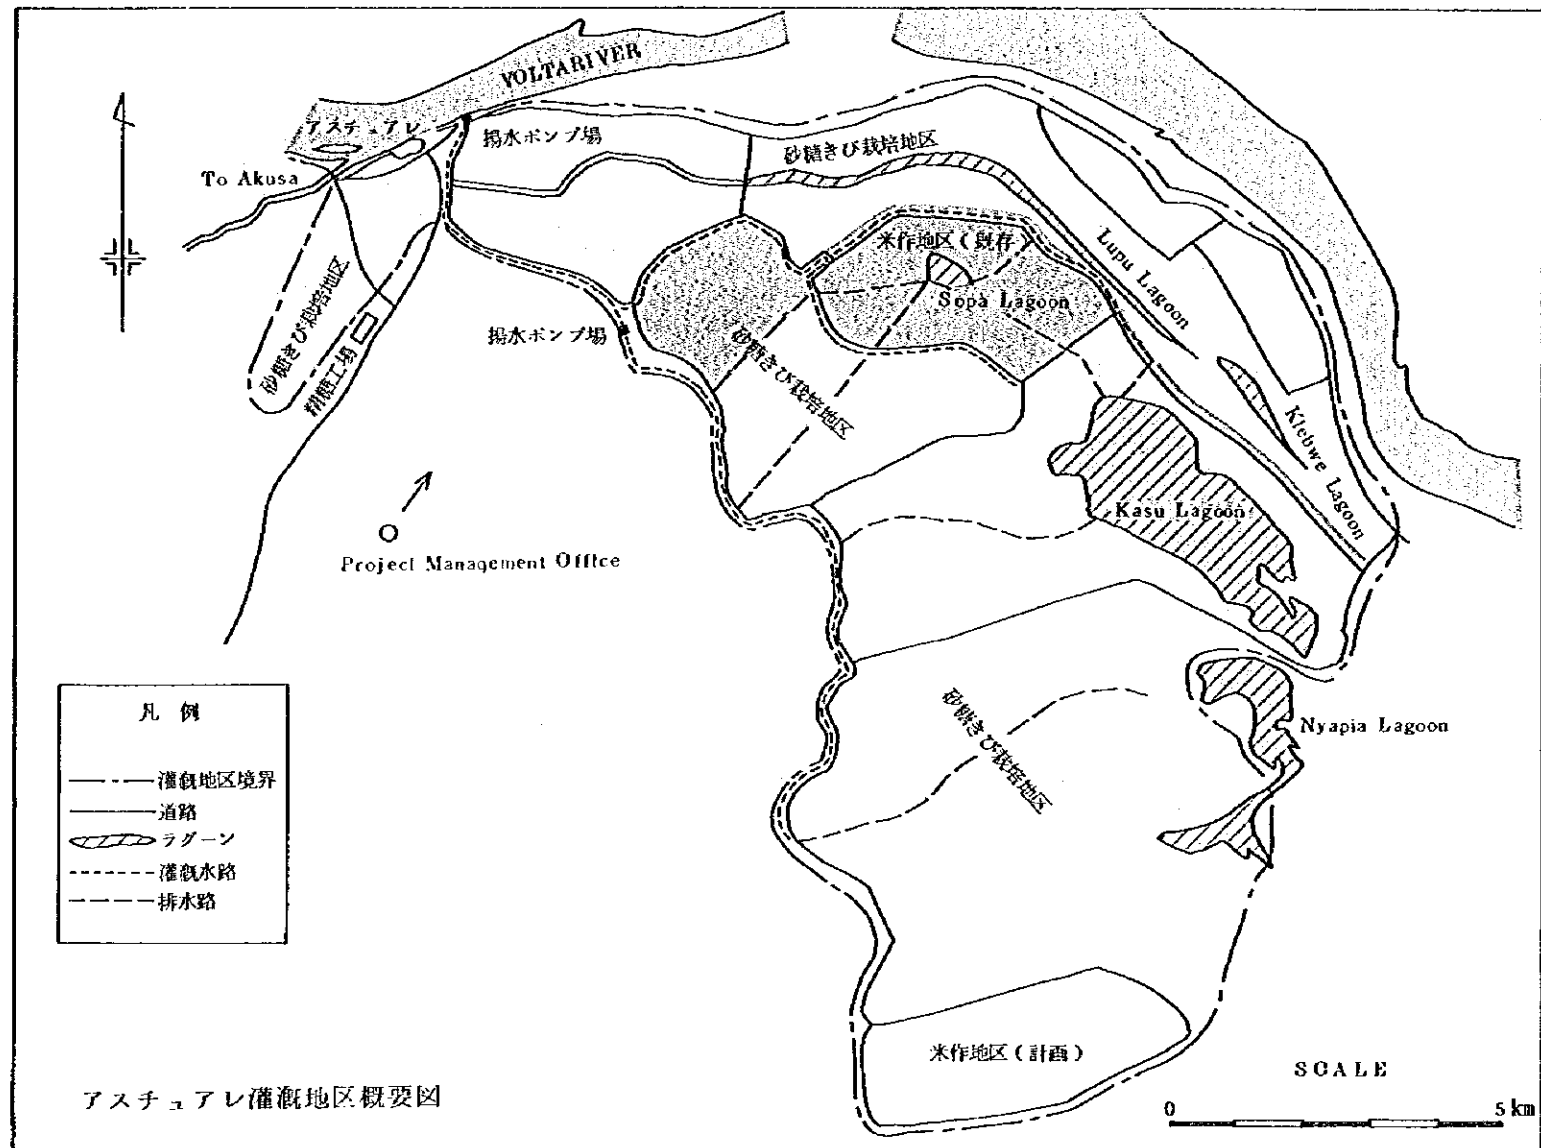 VOLTARIVER
アスチュアレ
揚水ポンプ場
砂糖きび栽培地区
To Akusa
米作地区(既存)
Lupu Lagoon
Sopa Lagoon
砂糖きび栽培地区
揚水ポンプ場
砂糖きび栽培地区
精糖工場
Klebwe Lagoon
Kasu Lagoon
Project Management Office
凡 例
灌漑地区境界
道路
ラグーン
灌漑水路
排水路
砂糖きび栽培地区
Nyapia Lagoon
米作地区(計画)
SCALE
0 5 km
アスチュアレ灌漑地区概要図